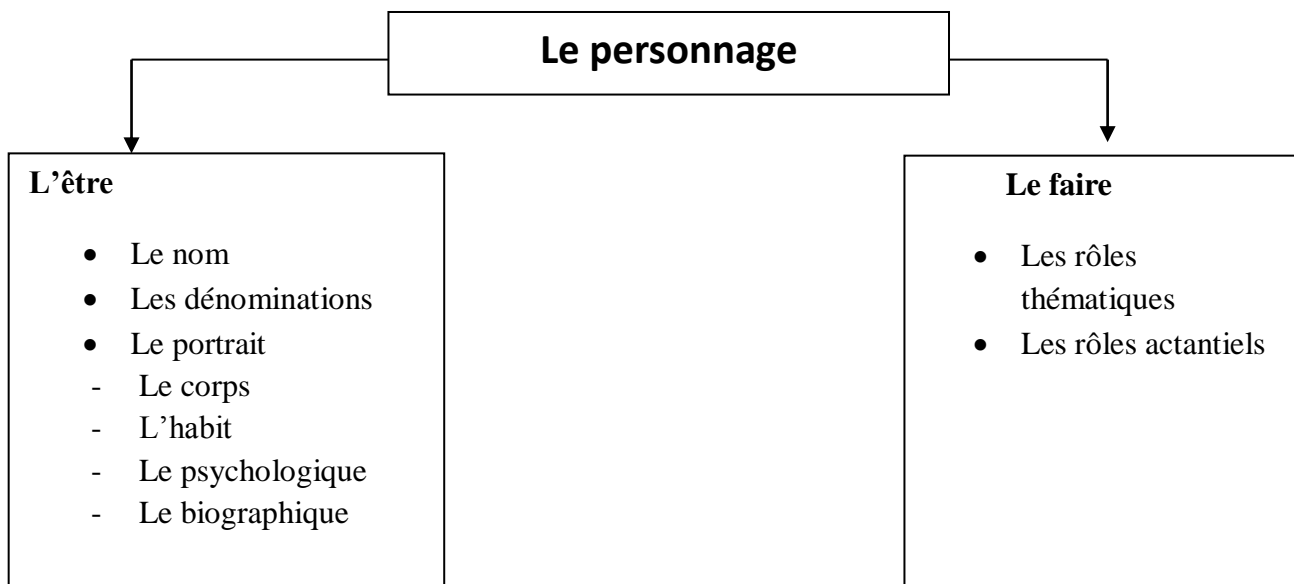 Le personnage
L’être
• Le nom
• Les dénominations
• Le portrait
- Le corps
- L’habit
- Le psychologique
- Le biographique
Le faire
• Les rôles
thématiques
• Les rôles actantiels